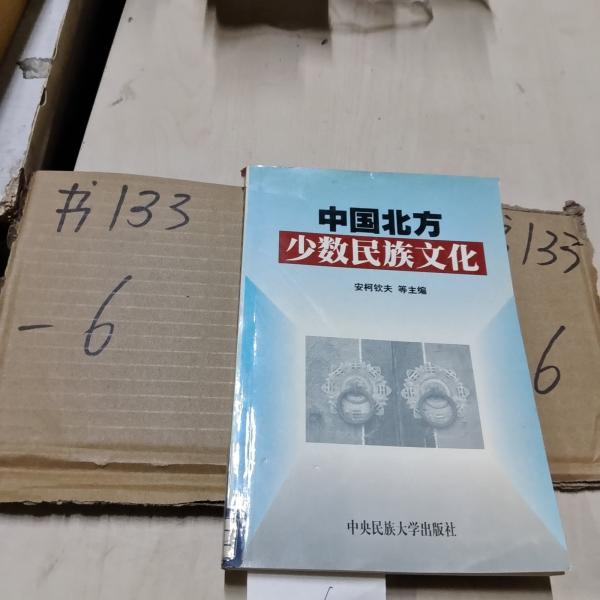 书133
-6
中国北方
少数民族文化
安柯钦夫 等主编
中央民族大学出版社
133
6